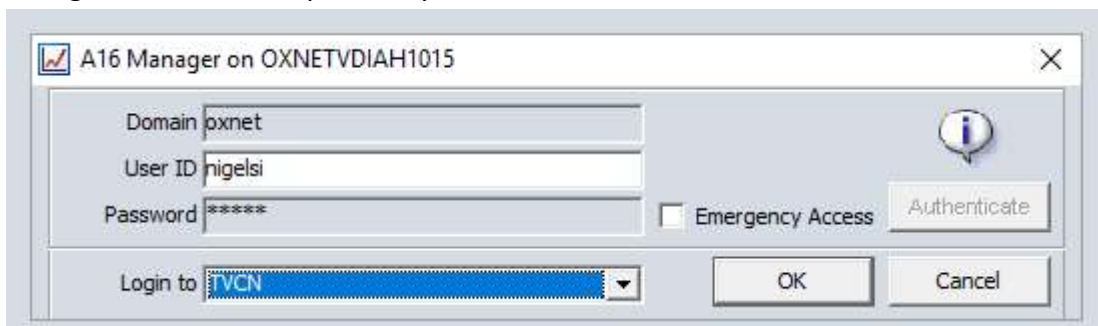 A16 Manager on OXNETVDIAH1015
Domain oxnet
User ID nigelsi
Password *****
Emergency Access
Authenticate
Login to TVCN
OK
Cancel